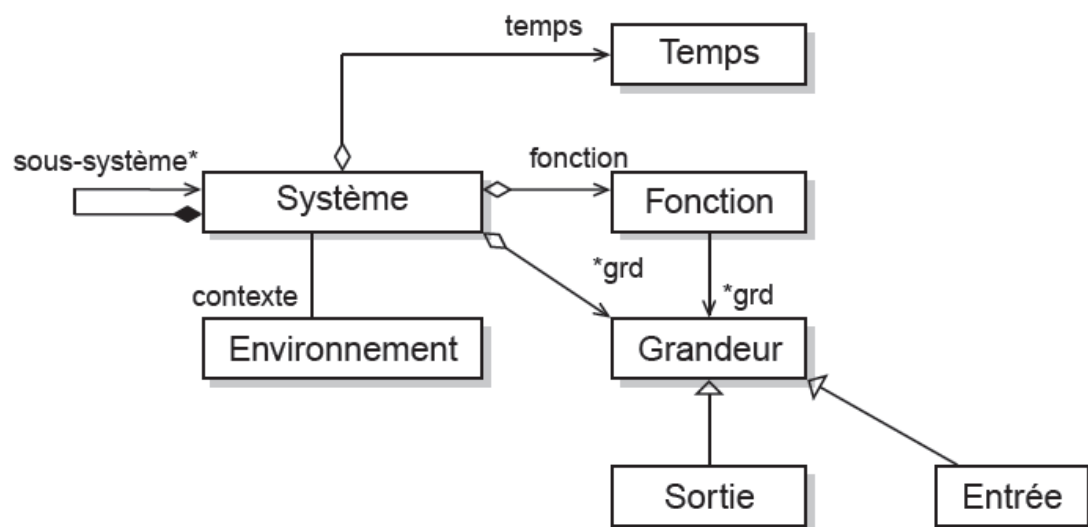 temps
Temps
sous-système*
Système
fonction
Fonction
*grd
*grd
contexte
Environnement
Grandeur
Sortie
Entrée